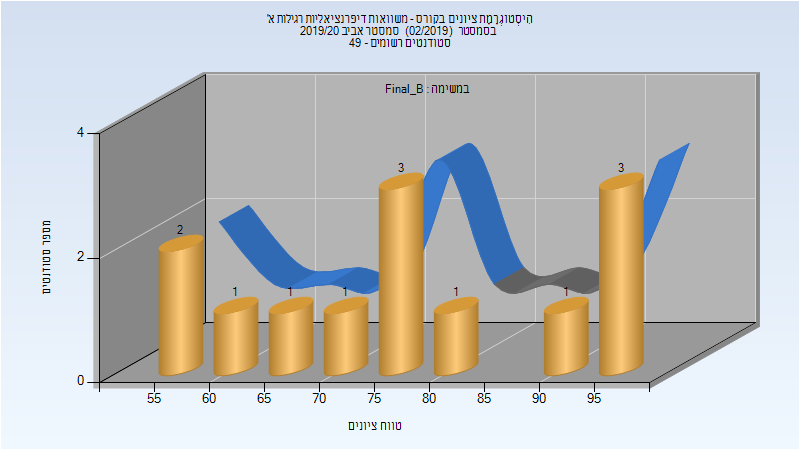 היסטוגרמת ציונים בקורס - משוואות דיפרנציאליות רגילות א'
בסמסטר (02/2019) סמסטר אביב 2019/20
סטודנטים רשומים - 49
במשימה : Final_B
מספר סטודנטים
4
2
0
2
1
1
1
3
1
1
3
55 60 65 70 75 80 85 90 95
טווח ציונים